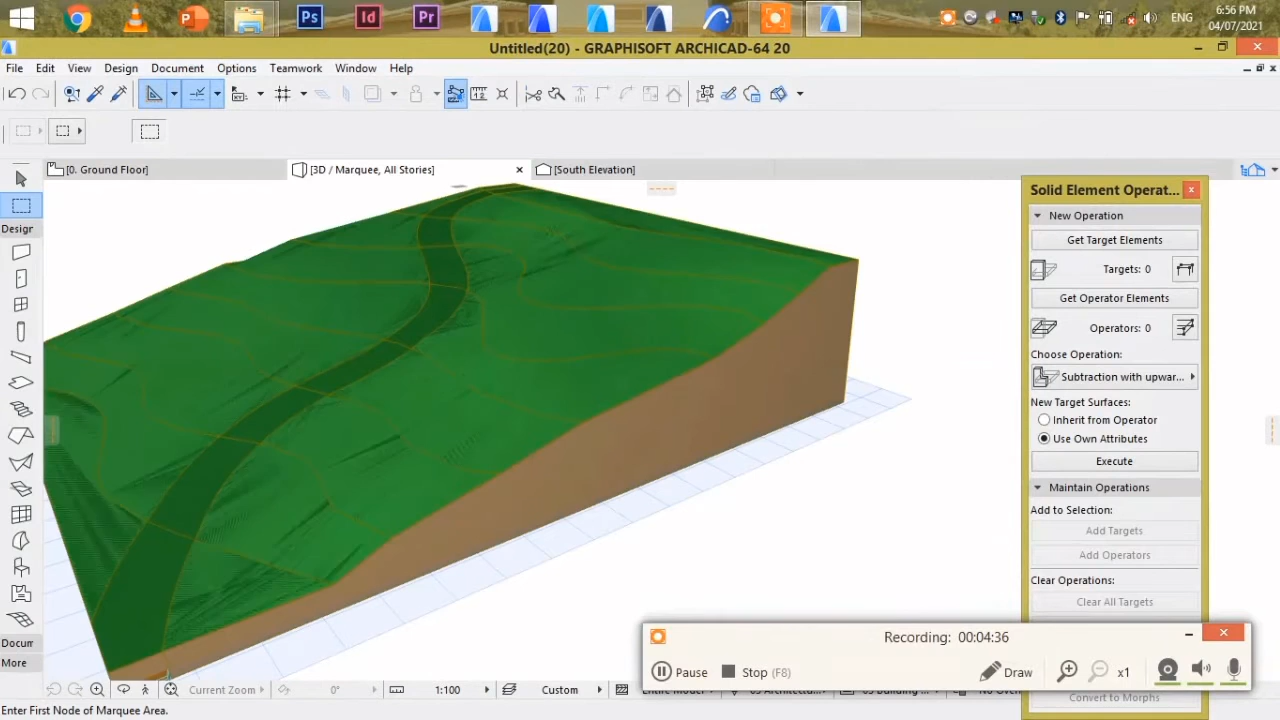 Ps
Id
Pr
ENG
6:56 PM
04/07/2021
Untitled(20) - GRAPHISOFT ARCHICAD-64 20
File Edit View Design Document Options Teamwork Window Help
[0. Ground Floor]
[3D / Marquee, All Stories]
[South Elevation]
Solid Element Operat...
New Operation
Get Target Elements
Targets: 0
Get Operator Elements
Operators: 0
Choose Operation:
Subtraction with upwar...
New Target Surfaces:
Inherit from Operator
Use Own Attributes
Execute
Maintain Operations
Add to Selection:
Add Targets
Add Operators
Clear Operations:
Clear All Targets
Convert to Morphs
Design
Docum
More
Recording: 00:04:36
Pause
Stop (F8)
Draw
x1
Current Zoom
0°
1:100
Custom
Enter First Node of Marquee Area.